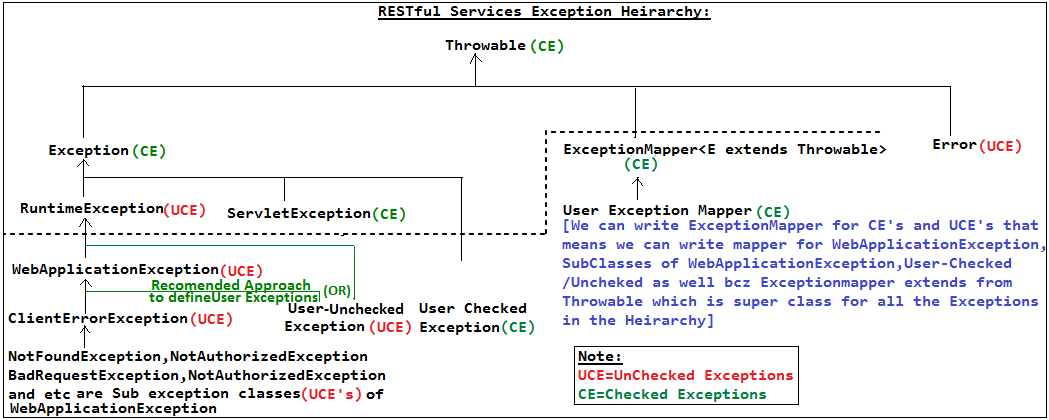 RESTful Services Exception Heirarchy:
Throwable (CE)
Exception (CE)
ExceptionMapper<E extends Throwable>
(CE)
Error (UCE)
RuntimeException (UCE)
ServletException (CE)
User Exception Mapper (CE)
[We can write ExceptionMapper for CE's and UCE's that
means we can write mapper for WebApplicationException,
SubClasses of WebApplicationException,User-Checked
/Uncheked as well bcz Exceptionmapper extends from
Throwable which is super class for all the Exceptions
in the Heirarchy]
WebApplicationException (UCE)
Recomended Approach
to defineUser Exceptions
(OR)
ClientErrorException (UCE)
User-Unchecked
Exception (UCE)
User Checked
Exception (CE)
NotFoundException,NotAuthorizedException
BadRequestException,NotAuthorizedException
and etc are Sub exception classes(UCE's) of
WebApplicationException
Note:
UCE=UnChecked Exceptions
CE=Checked Exceptions